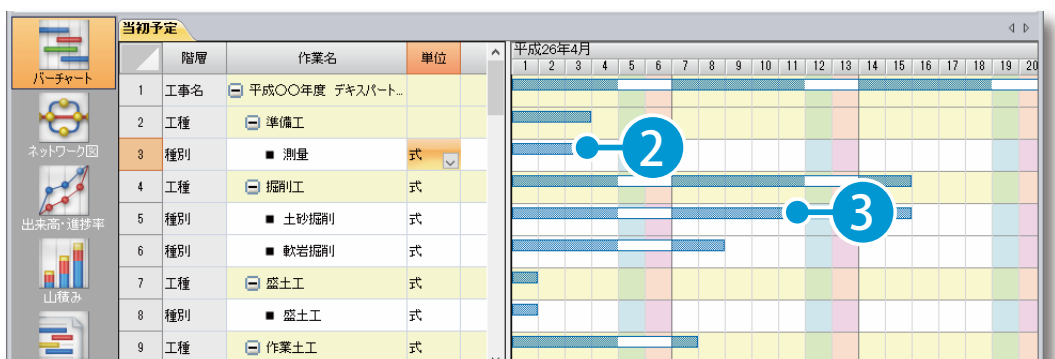 当初予定
階層 作業名 単位
平成26年4月
1 2 3 4 5 6 7 8 9 10 11 12 13 14 15 16 17 18 19 20
バーチャート
ネットワーク図
出来高・進捗率
山積み
1 工事名 平成〇〇年度 デキスパート...
2 工種 準備工
3 種別 測量 式
4 工種 掘削工 式
5 種別 土砂掘削 式
6 種別 軟岩掘削 式
7 工種 盛土工 式
8 種別 盛土工 式
9 工種 作業土工 式
2
3